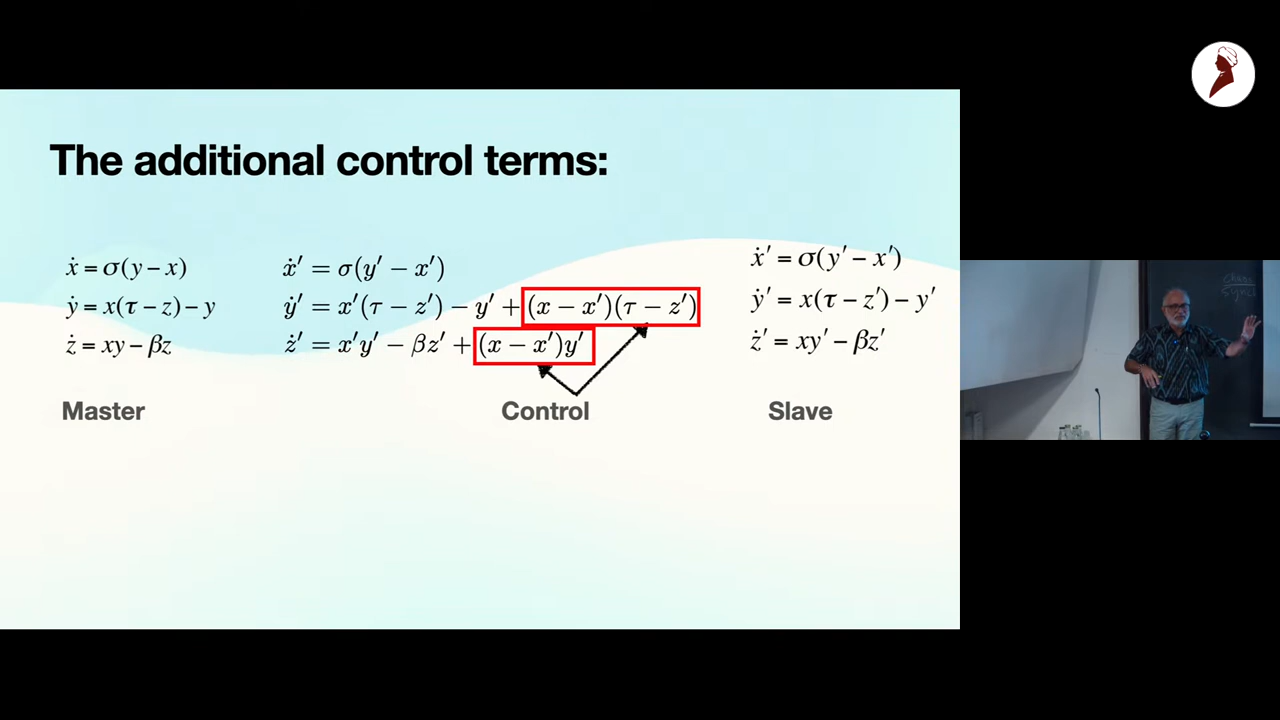 The additional control terms:
ẋ = σ(y − x)
ẏ = x(τ − z) − y
ż = xy − βz
Master
ẋ′ = σ(y′ − x′)
ẏ′ = x′(τ − z′) − y′ + (x − x′)(τ − z′)
ż′ = x′y′ − βz′ + (x − x′)y′
Control
ẋ′ = σ(y′ − x′)
ẏ′ = x(τ − z′) − y′
ż′ = xy′ − βz′
Slave